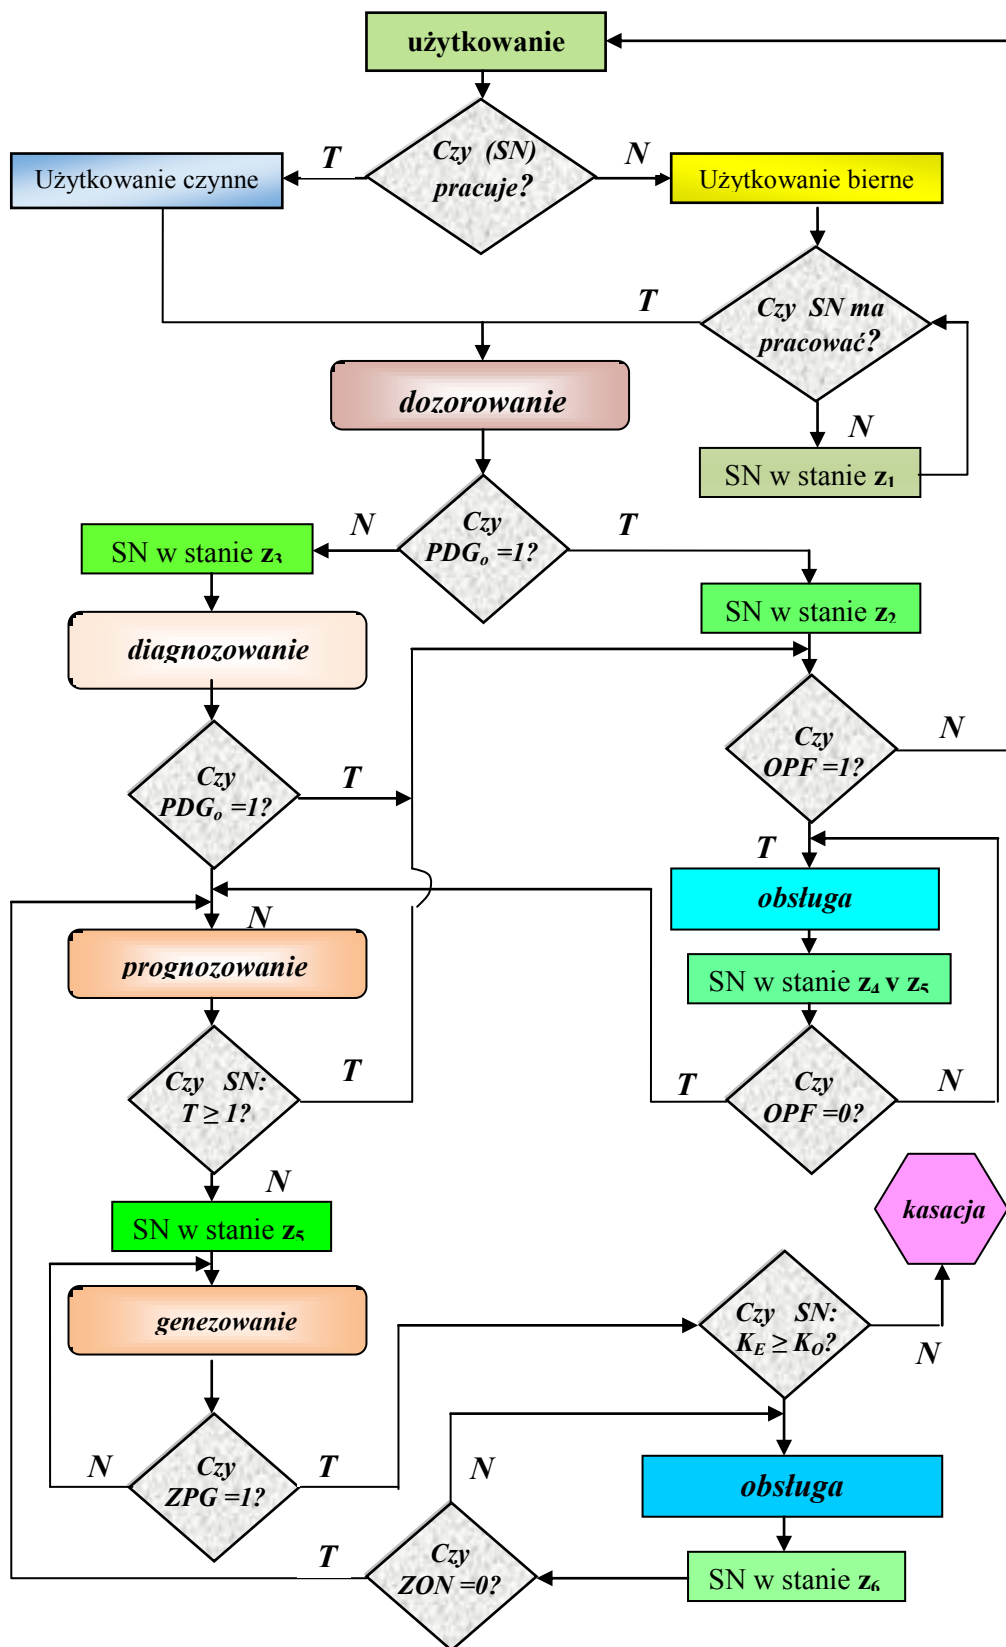 użytkowanie
Czy (SN)
pracuje?
T
N
Użytkowanie czynne
Użytkowanie bierne
T
Czy SN ma
pracować?
dozorowanie
N
SN w stanie z₁
Czy
PDGₒ =1?
N
T
SN w stanie z₃
SN w stanie z₂
diagnozowanie
Czy
OPF =1?
N
Czy
PDGₒ =1?
T
T
obsługa
N
prognozowanie
SN w stanie z₄ v z₅
Czy SN:
T ≥ 1?
T
T
Czy
OPF =0?
N
N
kasacja
SN w stanie z₅
genezowanie
Czy SN:
K_E ≥ K_O?
N
N
Czy
ZPG =1?
T
N
obsługa
T
Czy
ZON =0?
SN w stanie z₆